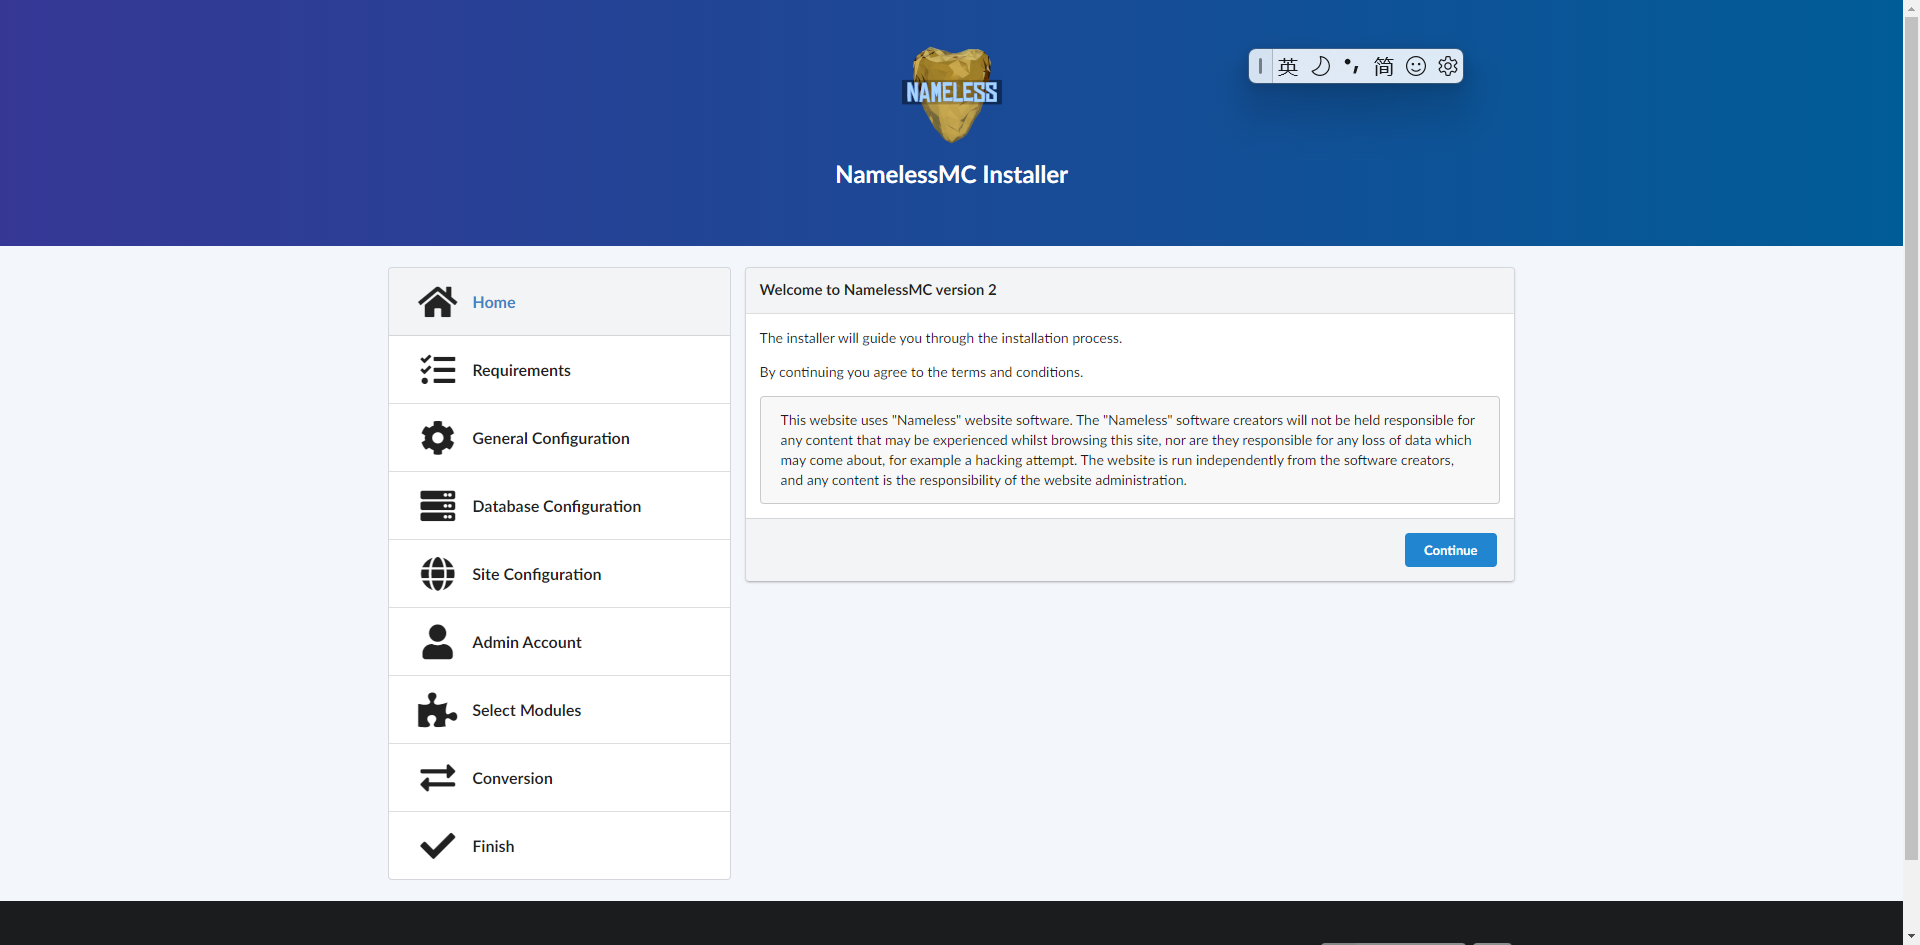 NAMELESS
英 简
NamelessMC Installer
Home
Requirements
General Configuration
Database Configuration
Site Configuration
Admin Account
Select Modules
Conversion
Finish
Welcome to NamelessMC version 2
The installer will guide you through the installation process.
By continuing you agree to the terms and conditions.
This website uses "Nameless" website software. The "Nameless" software creators will not be held responsible for
any content that may be experienced whilst browsing this site, nor are they responsible for any loss of data which
may come about, for example a hacking attempt. The website is run independently from the software creators,
and any content is the responsibility of the website administration.
Continue